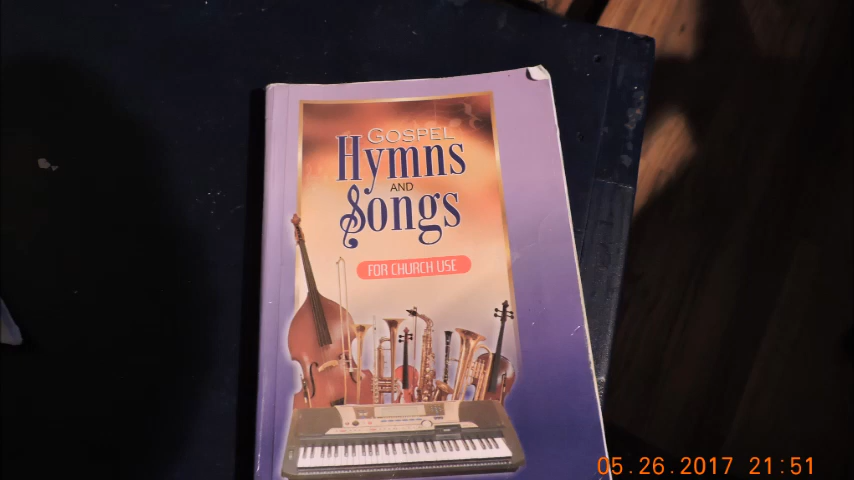 GOSPEL
Hymns
AND
Songs
FOR CHURCH USE
05.26.2017 21:51